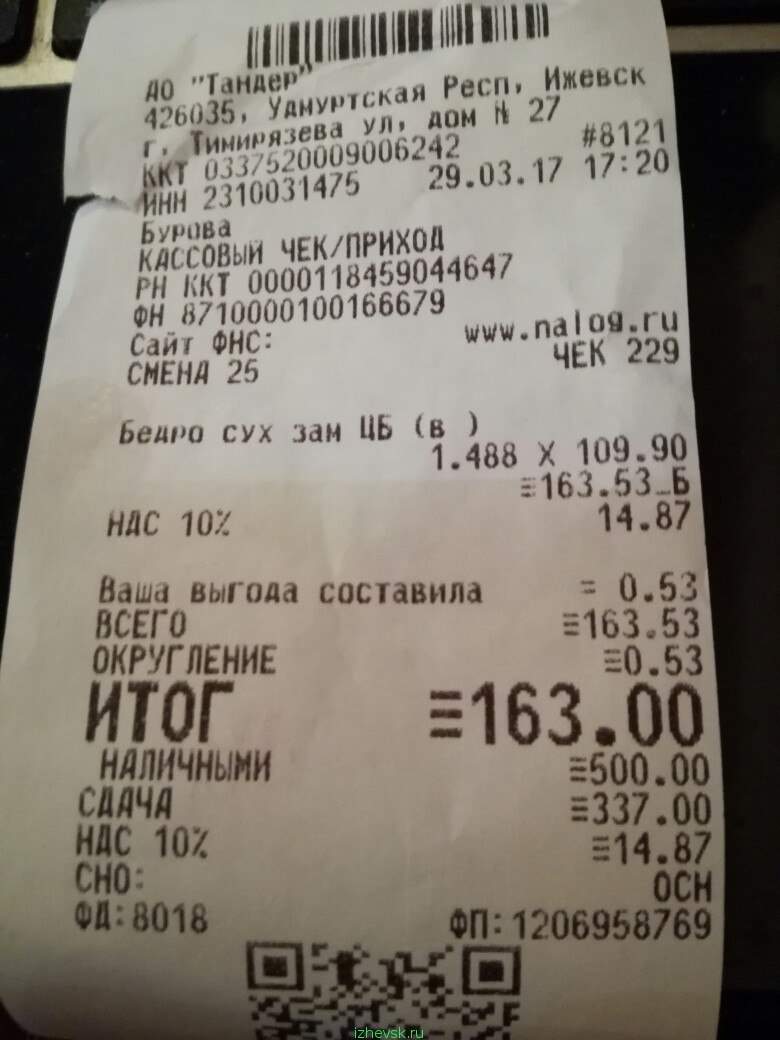 АО "Тандер"
426035, Удмуртская Респ, Ижевск
г, Тимирязева ул, дом № 27
ККТ 0337520009006242 #8121
ИНН 2310031475 29.03.17 17:20
Бурова
КАССОВЫЙ ЧЕК/ПРИХОД
РН ККТ 0000118459044647
ФН 8710000100166679
Сайт ФНС: www.nalog.ru
СМЕНА 25 ЧЕК 229
Бедро сух зам ЦБ (в )
1.488 X 109.90
≡163.53_Б
НДС 10% 14.87
Ваша выгода составила = 0.53
ВСЕГО ≡163.53
ОКРУГЛЕНИЕ ≡0.53
ИТОГ ≡163.00
НАЛИЧНЫМИ ≡500.00
СДАЧА ≡337.00
НДС 10% ≡14.87
СНО: ОСН
ФД:8018 ФП:1206958769
izhevsk.ru